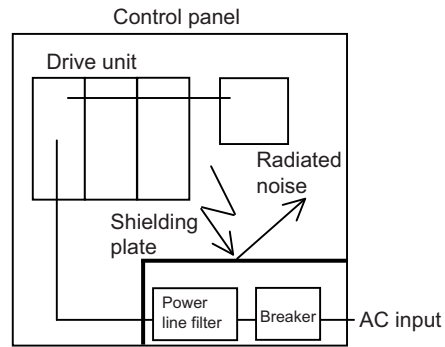 Control panel
Drive unit
Radiated
noise
Shielding
plate
Power
line filter
Breaker
AC input